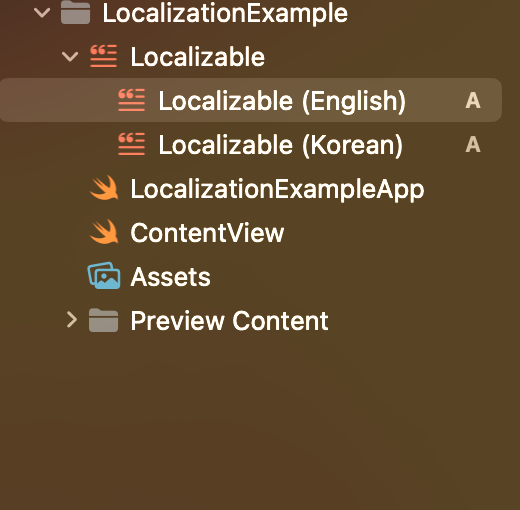 LocalizationExample
Localizable
Localizable (English) A
Localizable (Korean) A
LocalizationExampleApp
ContentView
Assets
Preview Content